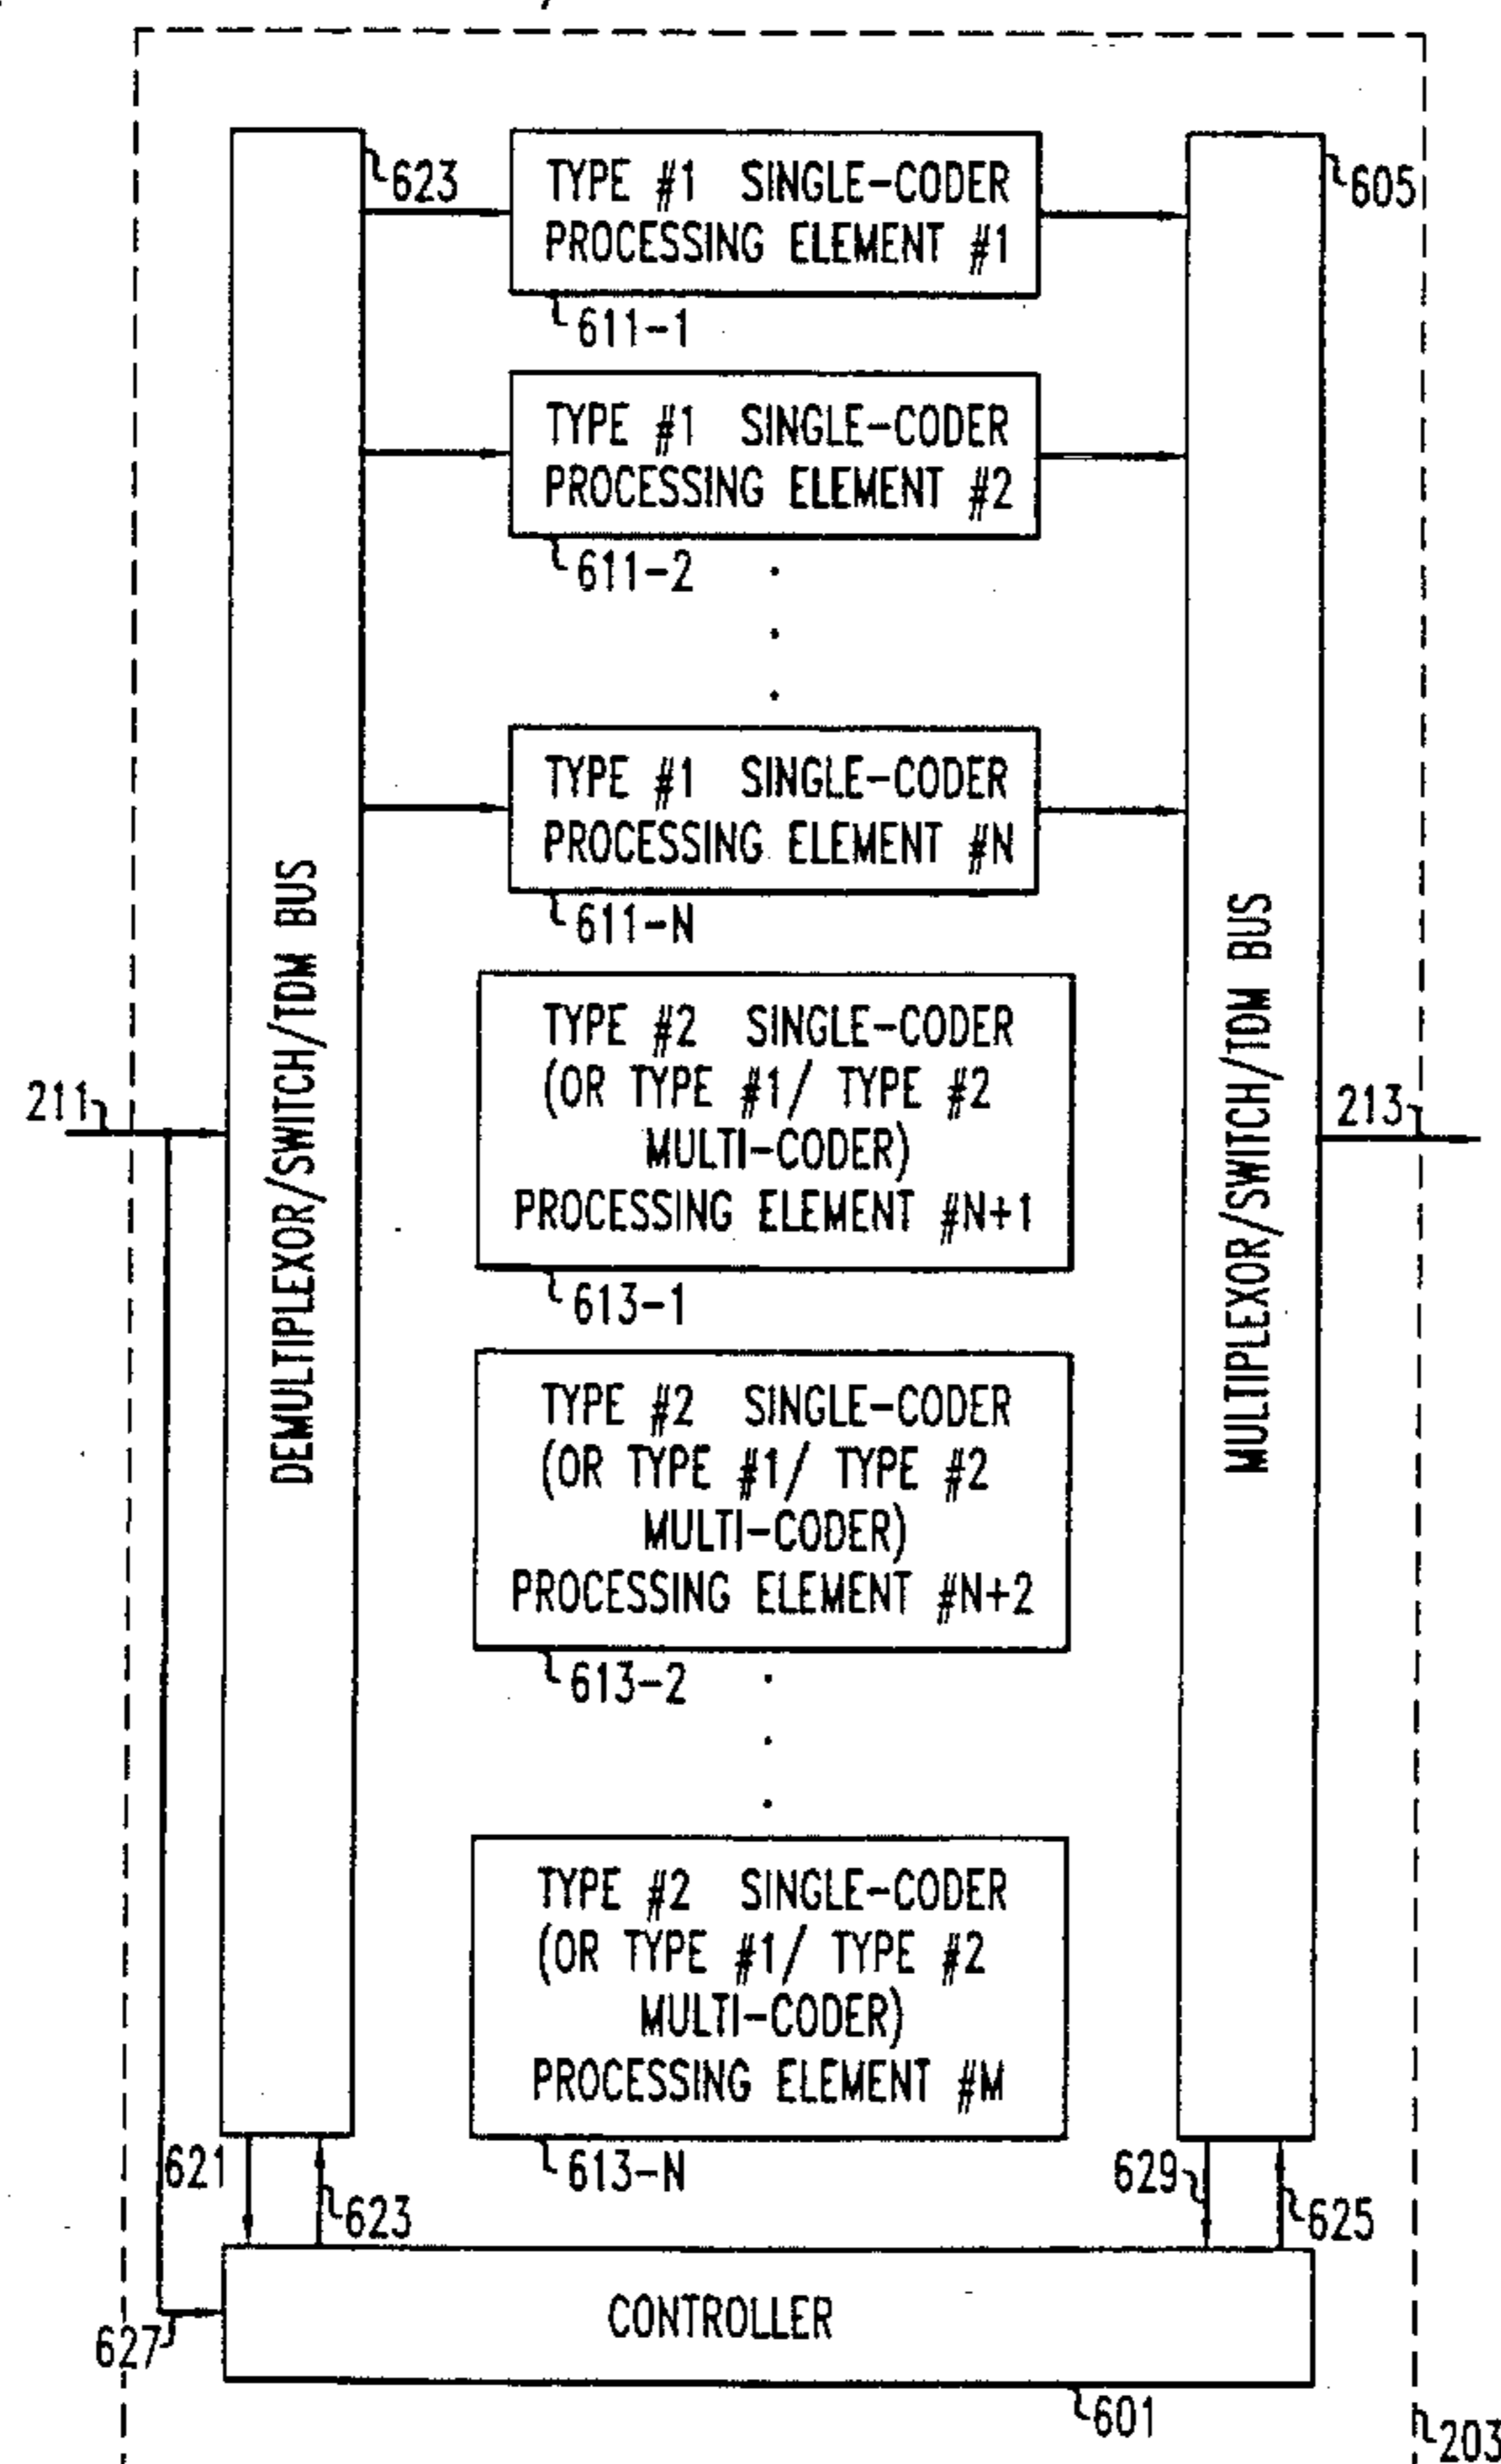 623
605
TYPE #1 SINGLE-CODER
PROCESSING ELEMENT #1
611-1
TYPE #1 SINGLE-CODER
PROCESSING ELEMENT #2
611-2
TYPE #1 SINGLE-CODER
PROCESSING ELEMENT #N
611-N
DEMULTIPLEXOR/SWITCH/TDM BUS
MULTIPLEXOR/SWITCH/TDM BUS
211
213
TYPE #2 SINGLE-CODER
(OR TYPE #1/ TYPE #2
MULTI-CODER)
PROCESSING ELEMENT #N+1
613-1
TYPE #2 SINGLE-CODER
(OR TYPE #1/ TYPE #2
MULTI-CODER)
PROCESSING ELEMENT #N+2
613-2
TYPE #2 SINGLE-CODER
(OR TYPE #1/ TYPE #2
MULTI-CODER)
PROCESSING ELEMENT #M
613-N
621
623
629
625
CONTROLLER
627
601
203